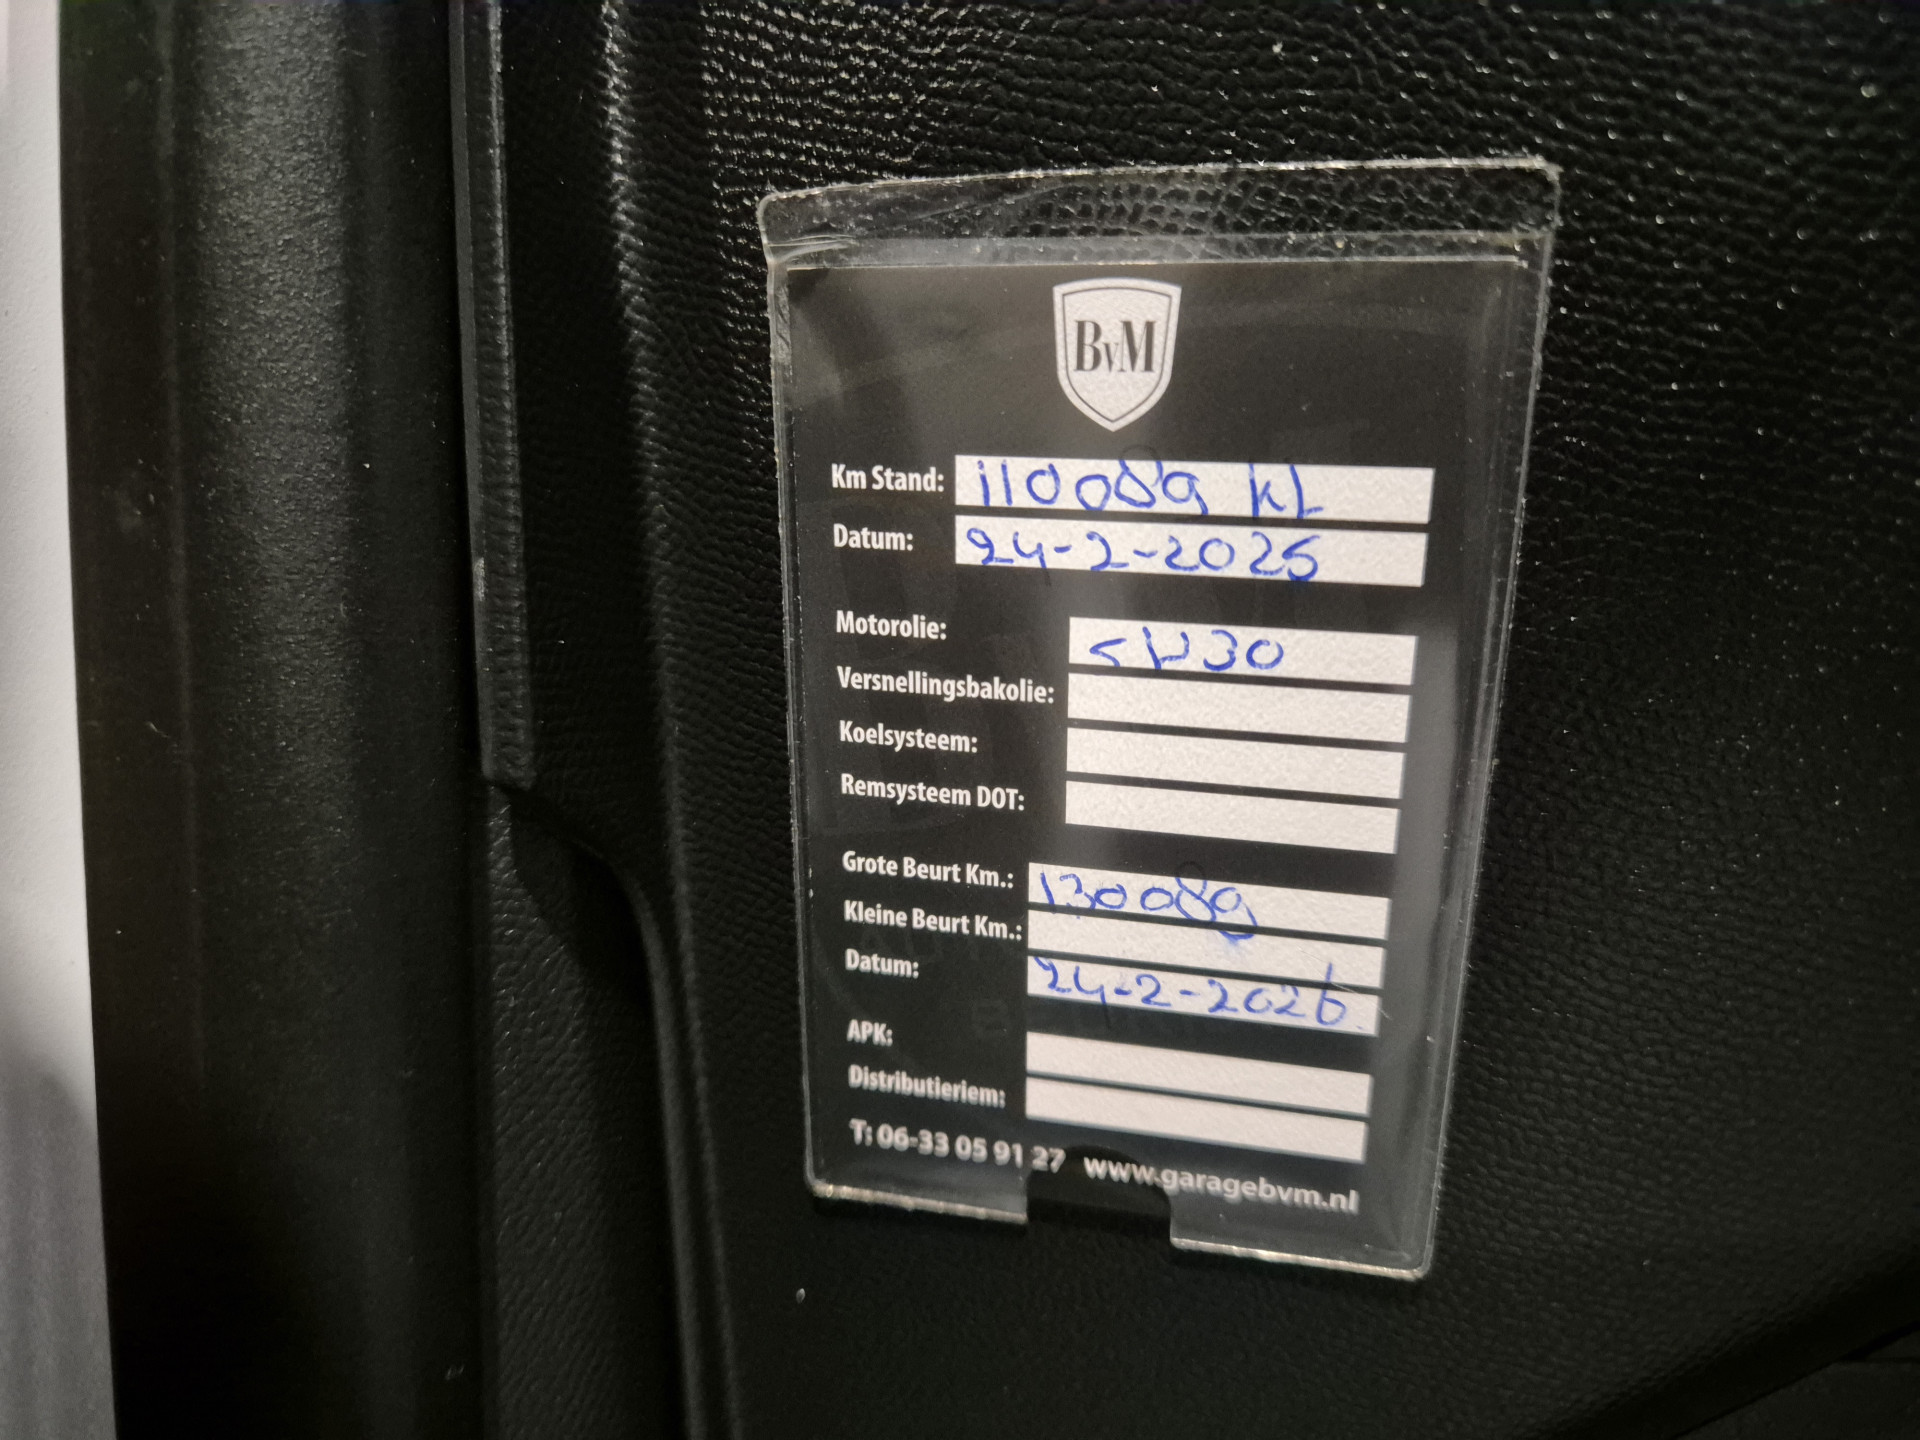 BvM
Km Stand: 110089 KL
Datum: 24-2-2025
Motorolie: 5W30
Versnellingsbakolie:
Koelsysteem:
Remsysteem DOT:
Grote Beurt Km.: 130089
Kleine Beurt Km.:
Datum: 24-2-2026
APK:
Distributieriem:
T: 06-33 05 91 27 www.garagebvm.nl